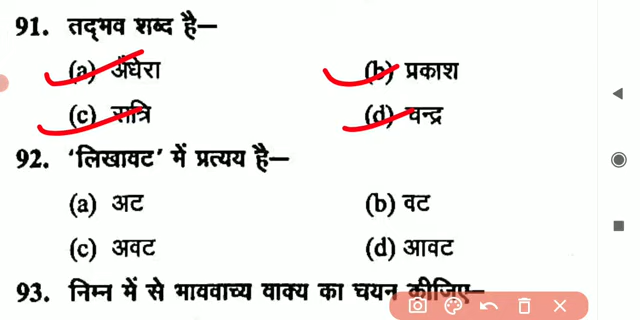 91. तद्भव शब्द है—
(a) अँधेरा (b) प्रकाश
(c) रात्रि (d) चन्द्र
92. 'लिखावट' में प्रत्यय है—
(a) अट (b) वट
(c) अवट (d) आवट
93. निम्न में से भाववाच्य वाक्य का चयन कीजिए—